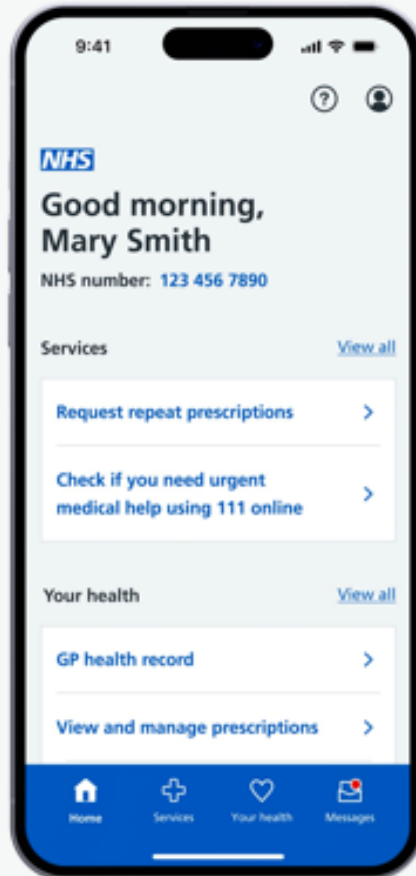 9:41
NHS
Good morning,
Mary Smith
NHS number: 123 456 7890
Services View all
Request repeat prescriptions
Check if you need urgent
medical help using 111 online
Your health View all
GP health record
View and manage prescriptions
Home Services Your health Messages